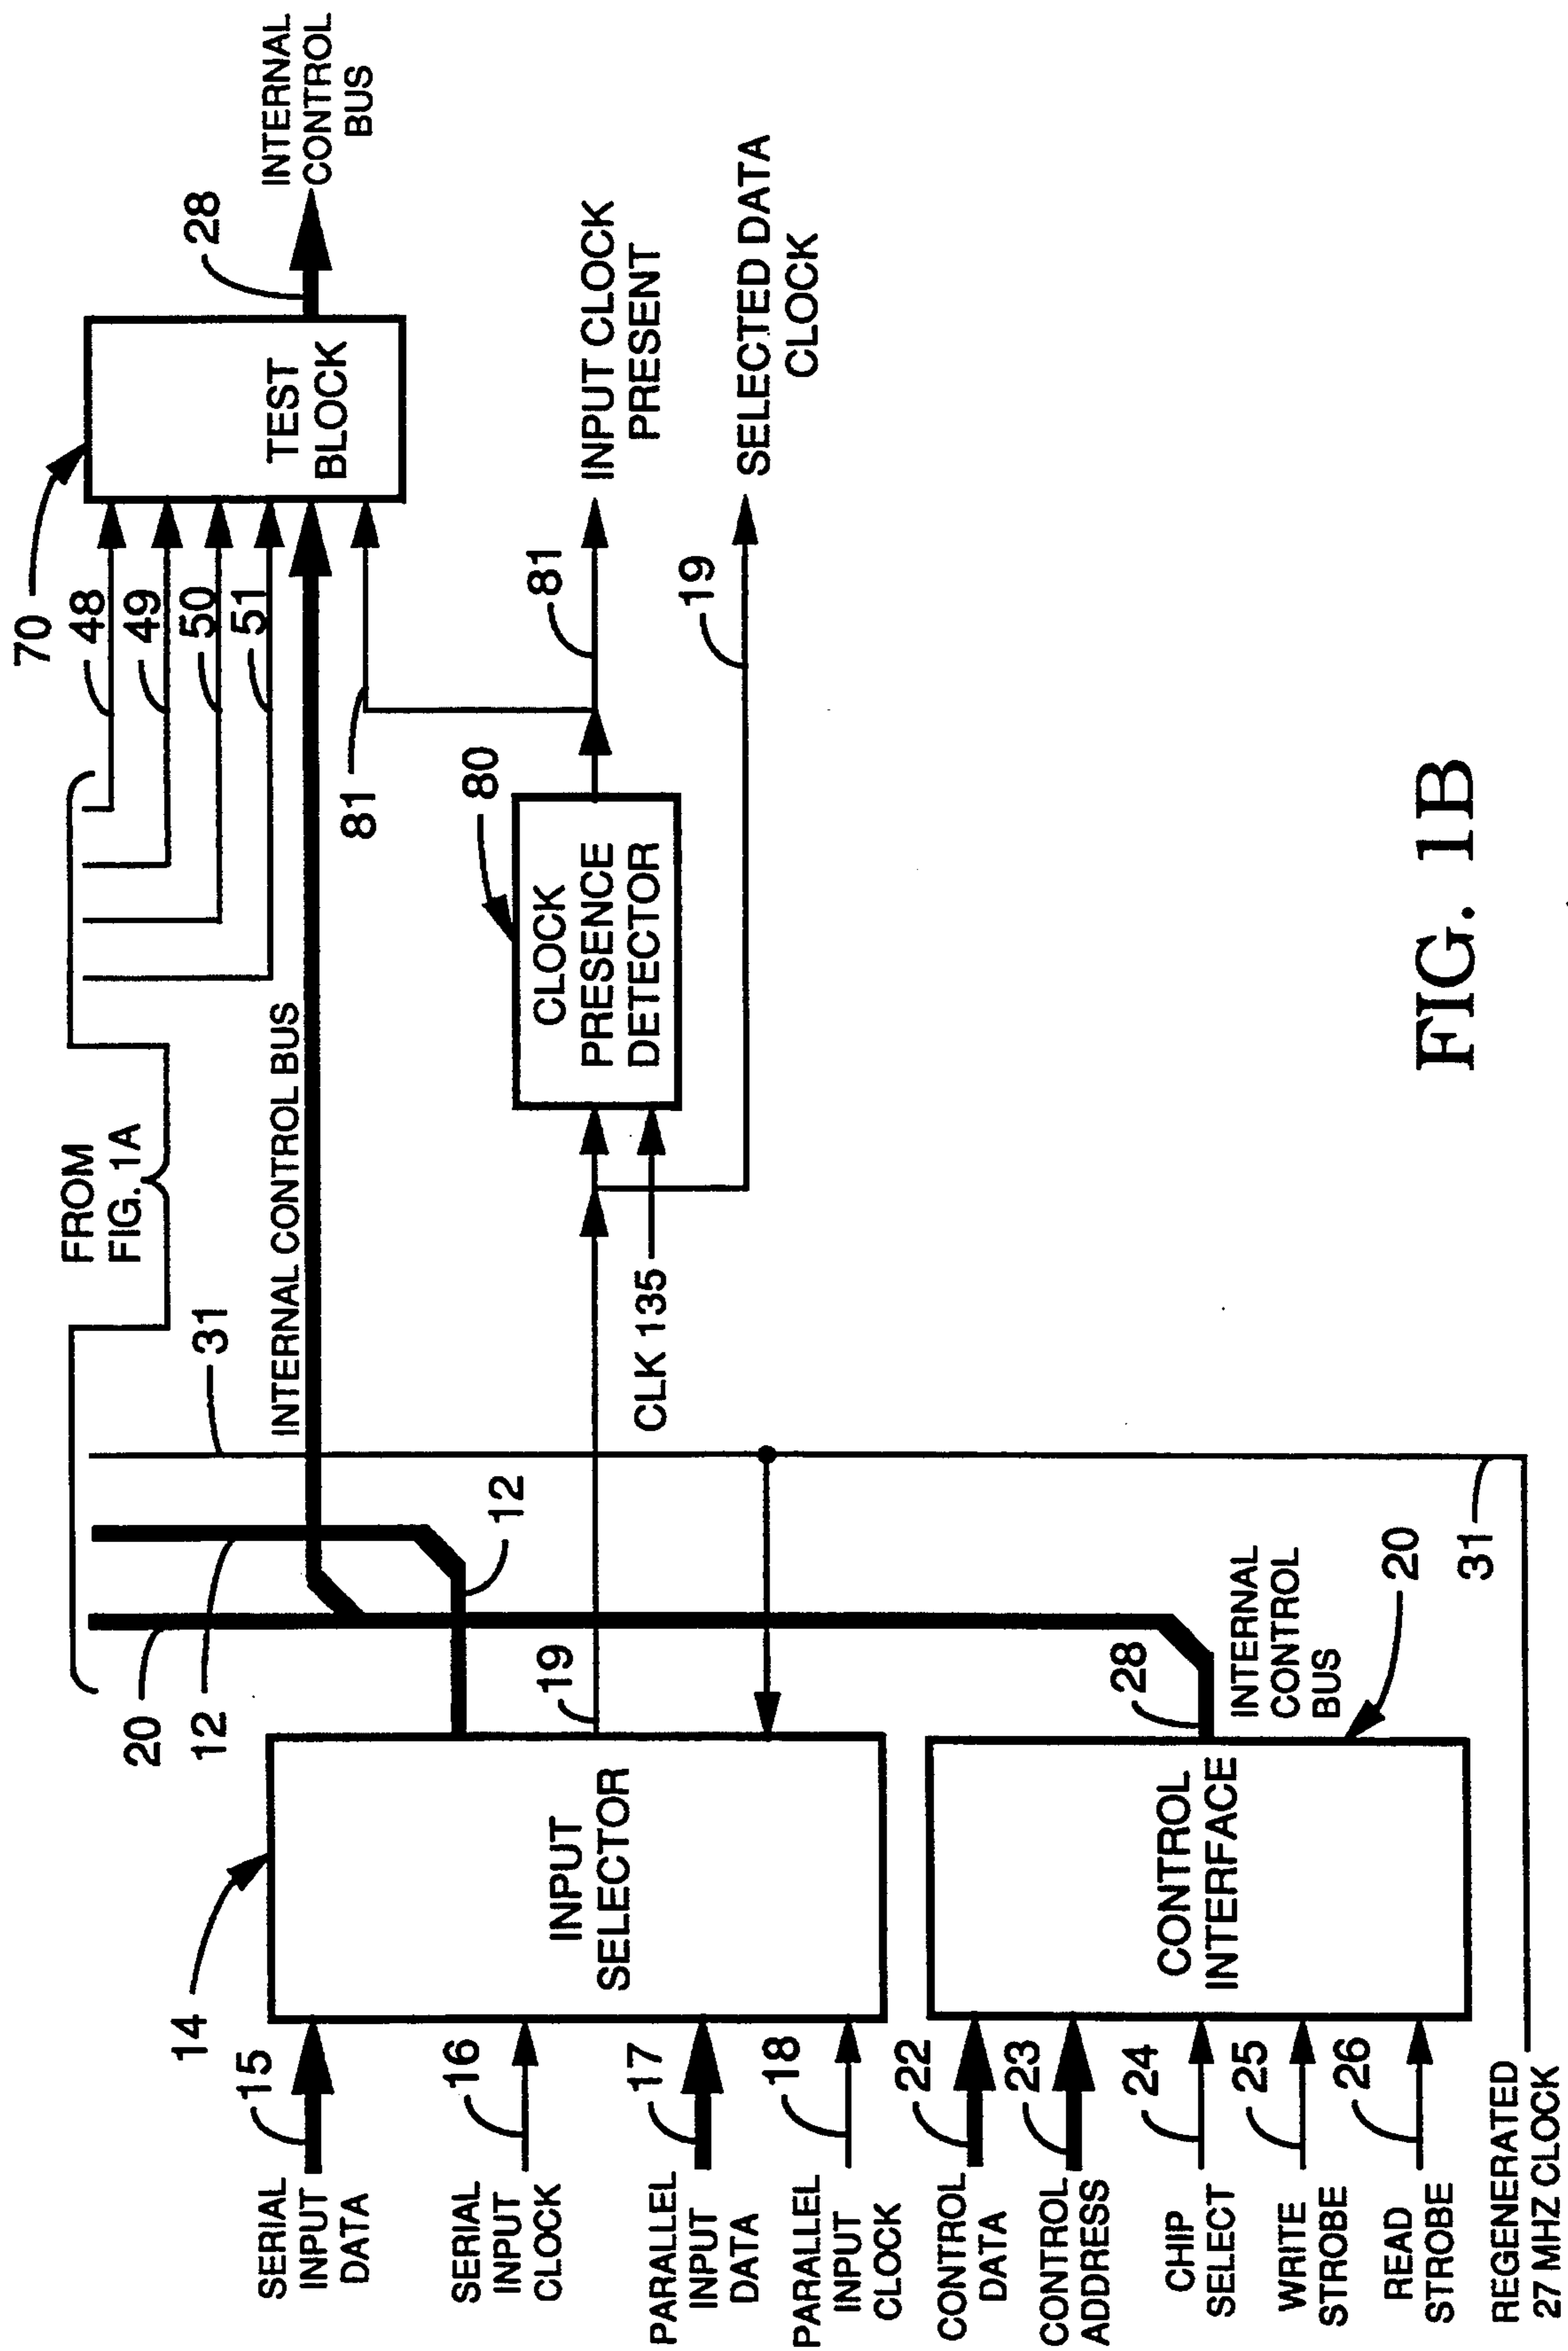 FROM
FIG. 1A
70
48
49
50
51
TEST
BLOCK
28
INTERNAL
CONTROL
BUS
31
INTERNAL CONTROL BUS
20
12
12
81
81
INPUT CLOCK
PRESENT
80
CLOCK
PRESENCE
DETECTOR
CLK 135
19
SELECTED DATA
CLOCK
14
INPUT
SELECTOR
19
SERIAL
INPUT
DATA
15
SERIAL
INPUT
CLOCK
16
PARALLEL
INPUT
DATA
17
PARALLEL
INPUT
CLOCK
18
CONTROL
DATA
22
CONTROL
ADDRESS
23
CHIP
SELECT
24
WRITE
STROBE
25
READ
STROBE
26
CONTROL
INTERFACE
28
INTERNAL
CONTROL
BUS
20
31
REGENERATED
27 MHZ CLOCK
FIG. 1B